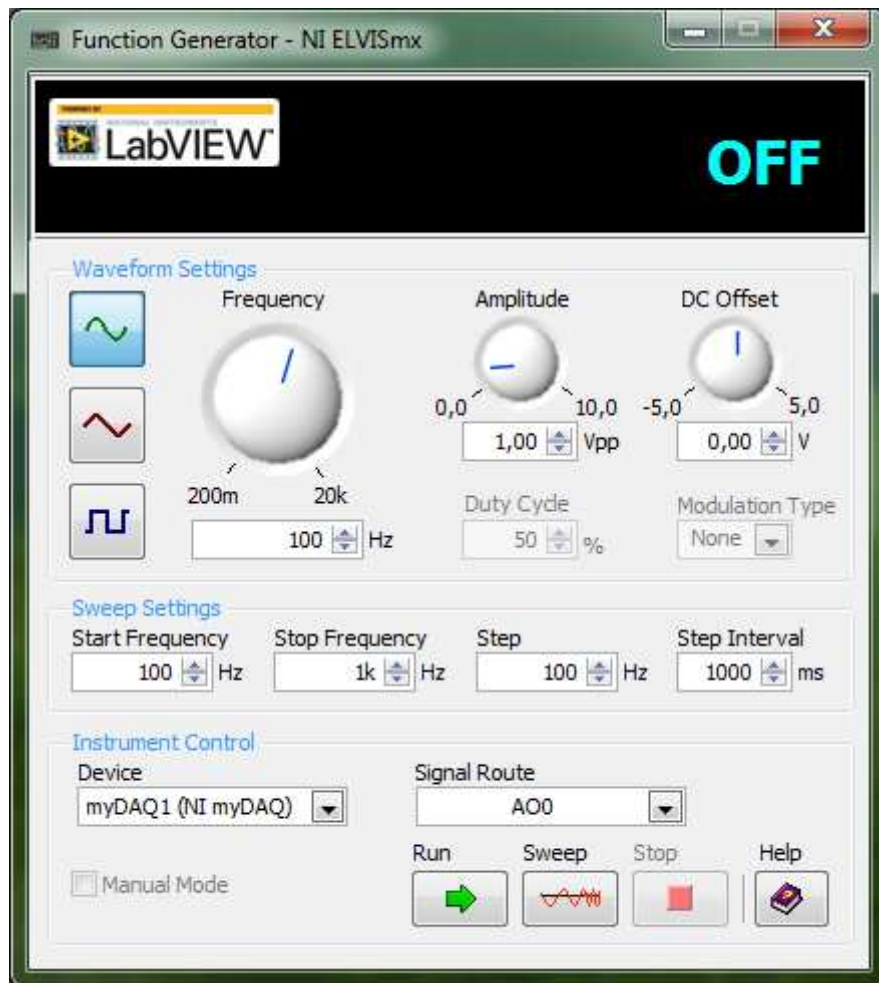 Function Generator - NI ELVISmx
NATIONAL INSTRUMENTS
LabVIEW™
OFF
Waveform Settings
Frequency Amplitude DC Offset
0,0 10,0 -5,0 5,0
1,00 Vpp 0,00 V
200m 20k Duty Cycle Modulation Type
100 Hz 50 % None
Sweep Settings
Start Frequency Stop Frequency Step Step Interval
100 Hz 1k Hz 100 Hz 1000 ms
Instrument Control
Device Signal Route
myDAQ1 (NI myDAQ) AO0
Run Sweep Stop Help
Manual Mode